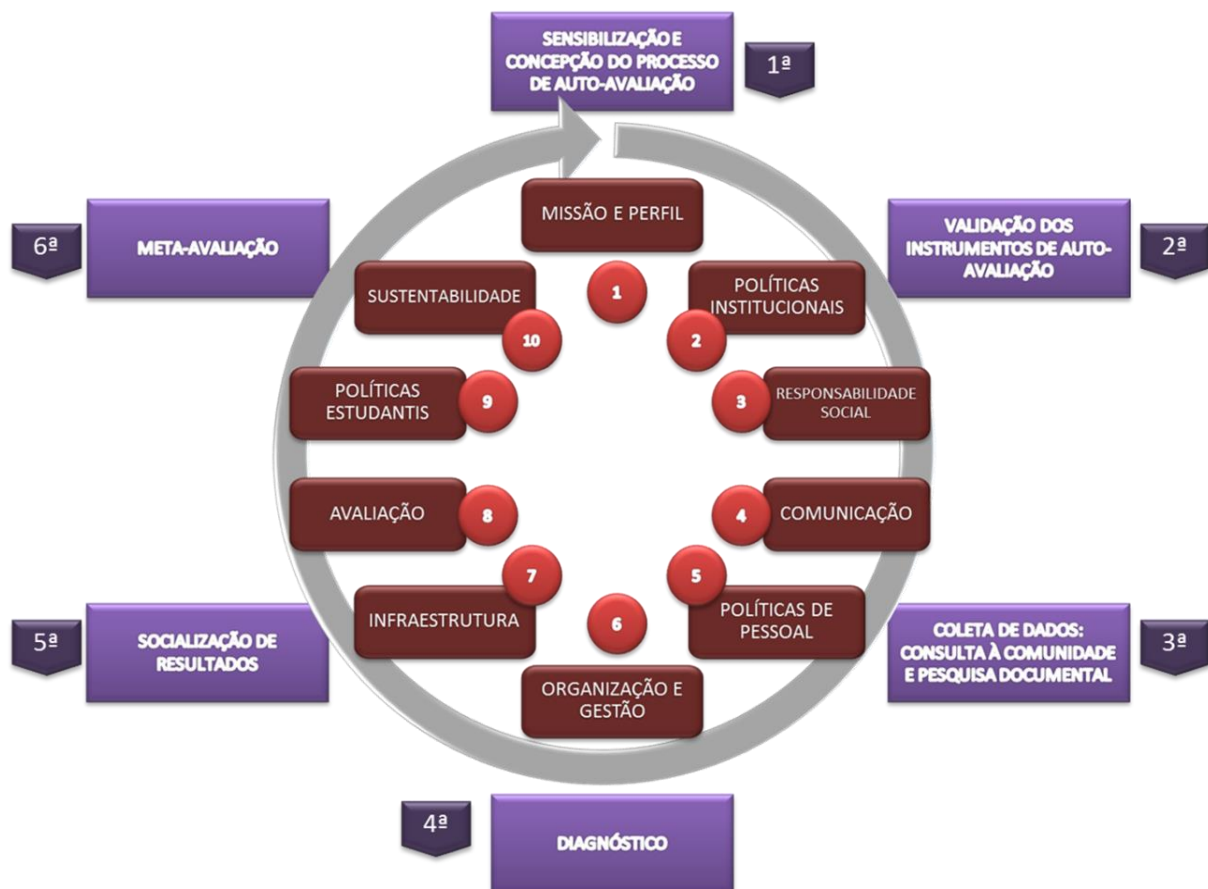 SENSIBILIZAÇÃO E
CONCEPÇÃO DO PROCESSO
DE AUTO-AVALIAÇÃO
1ª
VALIDAÇÃO DOS
INSTRUMENTOS DE AUTO-
AVALIAÇÃO
2ª
COLETA DE DADOS:
CONSULTA À COMUNIDADE
E PESQUISA DOCUMENTAL
3ª
DIAGNÓSTICO
4ª
SOCIALIZAÇÃO DE
RESULTADOS
5ª
META-AVALIAÇÃO
6ª
MISSÃO E PERFIL
1
POLÍTICAS
INSTITUCIONAIS
2
RESPONSABILIDADE
SOCIAL
3
COMUNICAÇÃO
4
POLÍTICAS DE
PESSOAL
5
ORGANIZAÇÃO E
GESTÃO
6
INFRAESTRUTURA
7
AVALIAÇÃO
8
POLÍTICAS
ESTUDANTIS
9
SUSTENTABILIDADE
10